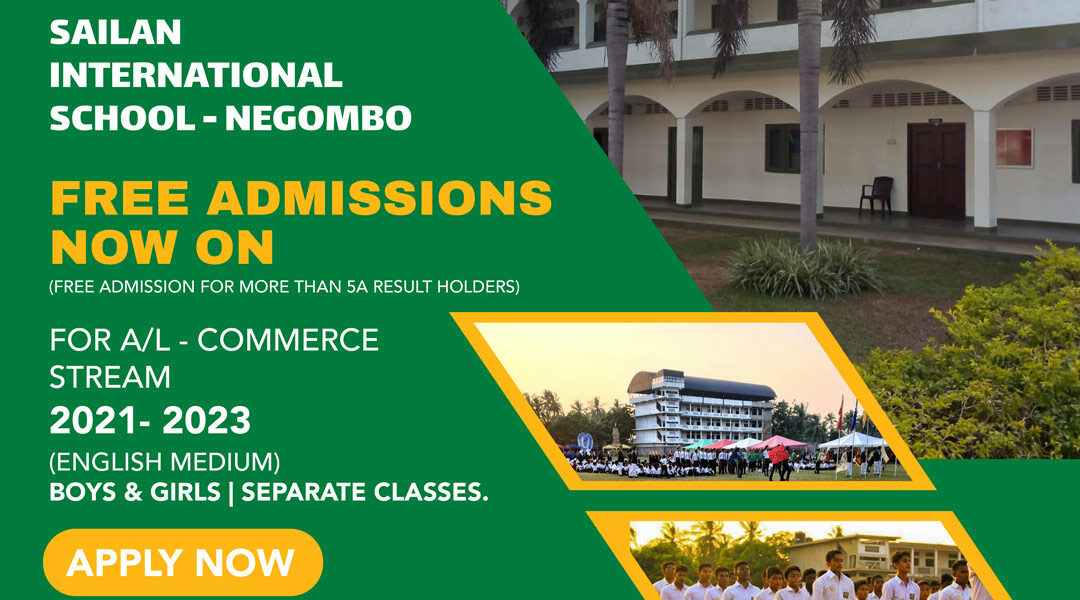 SAILAN
INTERNATIONAL
SCHOOL - NEGOMBO
FREE ADMISSIONS
NOW ON
(FREE ADMISSION FOR MORE THAN 5A RESULT HOLDERS)
FOR A/L - COMMERCE
STREAM
2021- 2023
(ENGLISH MEDIUM)
BOYS & GIRLS | SEPARATE CLASSES.
APPLY NOW